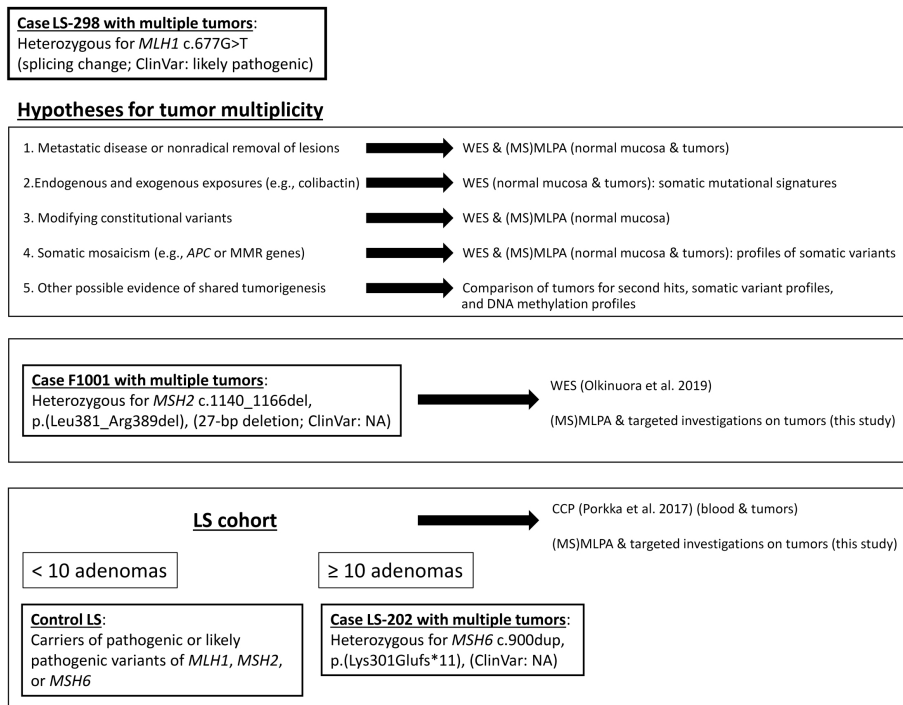 Case LS-298 with multiple tumors:
Heterozygous for MLH1 c.677G>T
(splicing change; ClinVar: likely pathogenic)
Hypotheses for tumor multiplicity
1. Metastatic disease or nonradical removal of lesions
WES & (MS)MLPA (normal mucosa & tumors)
2.Endogenous and exogenous exposures (e.g., colibactin)
WES (normal mucosa & tumors): somatic mutational signatures
3. Modifying constitutional variants
WES & (MS)MLPA (normal mucosa)
4. Somatic mosaicism (e.g., APC or MMR genes)
WES & (MS)MLPA (normal mucosa & tumors): profiles of somatic variants
5. Other possible evidence of shared tumorigenesis
Comparison of tumors for second hits, somatic variant profiles,
and DNA methylation profiles
Case F1001 with multiple tumors:
Heterozygous for MSH2 c.1140_1166del,
p.(Leu381_Arg389del), (27-bp deletion; ClinVar: NA)
WES (Olkinuora et al. 2019)
(MS)MLPA & targeted investigations on tumors (this study)
LS cohort
CCP (Porkka et al. 2017) (blood & tumors)
(MS)MLPA & targeted investigations on tumors (this study)
< 10 adenomas
≥ 10 adenomas
Control LS:
Carriers of pathogenic or likely
pathogenic variants of MLH1, MSH2,
or MSH6
Case LS-202 with multiple tumors:
Heterozygous for MSH6 c.900dup,
p.(Lys301Glufs*11), (ClinVar: NA)